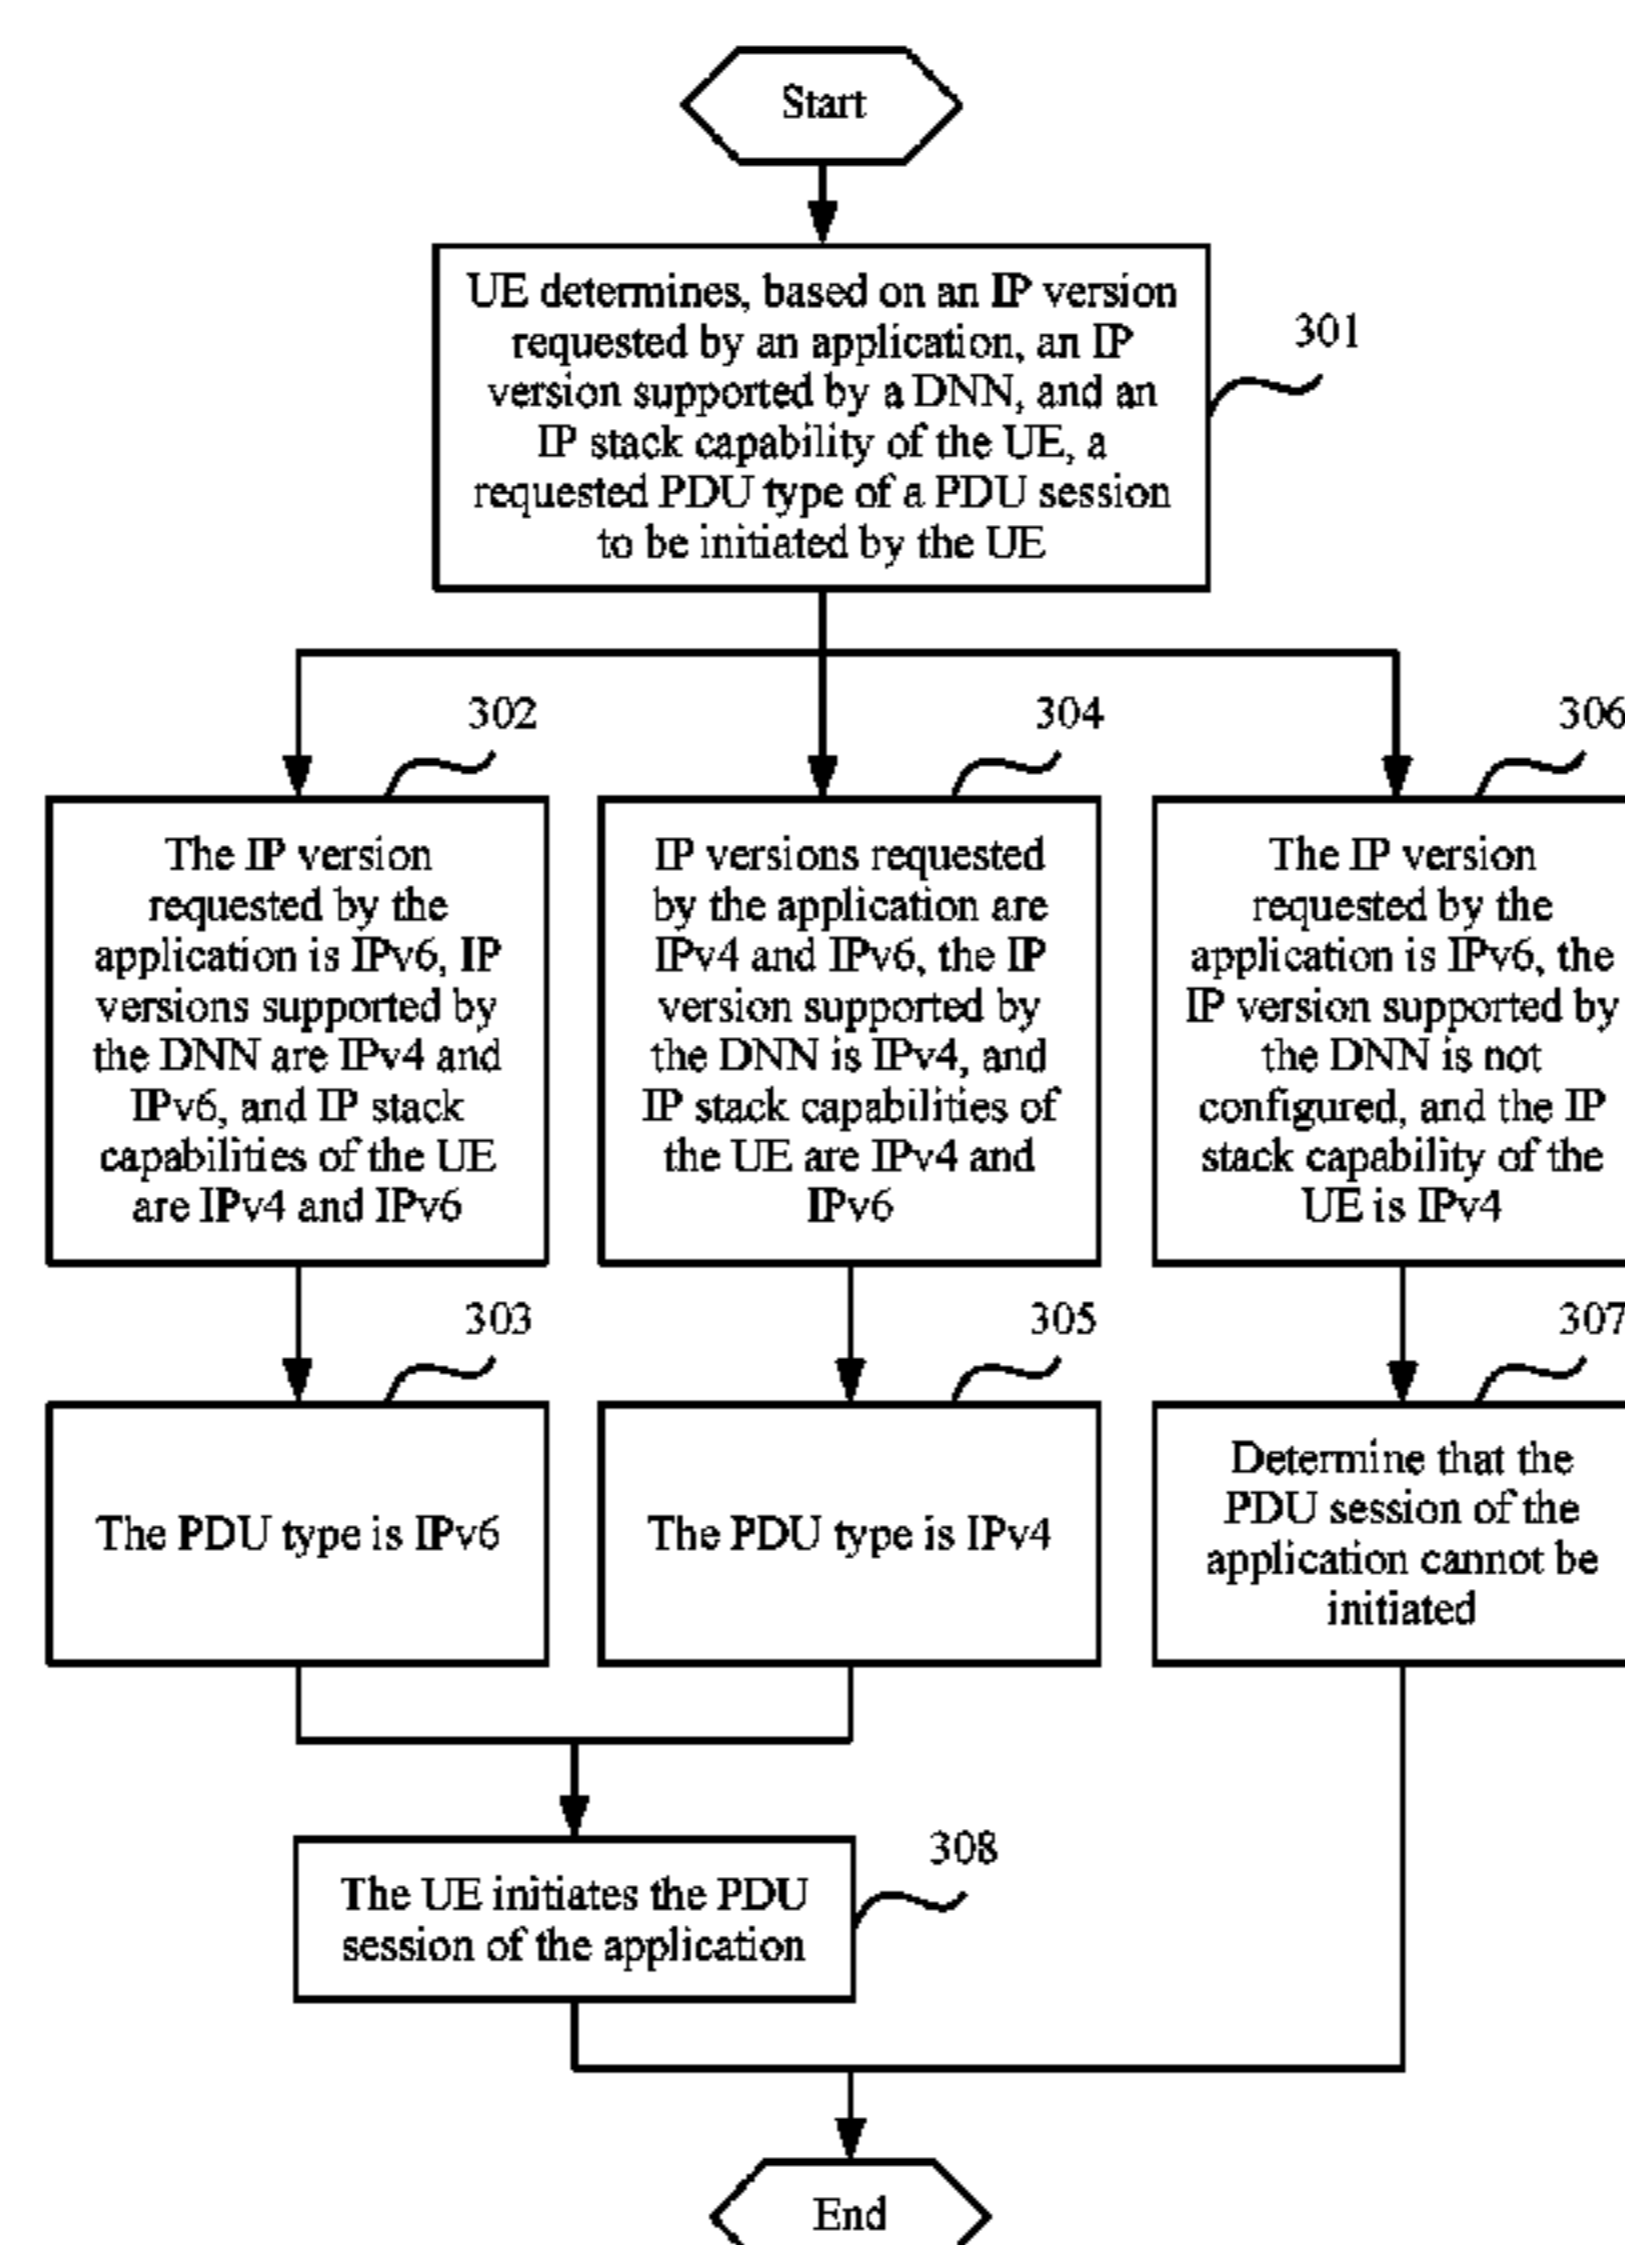 Start
UE determines, based on an IP version
requested by an application, an IP
version supported by a DNN, and an
IP stack capability of the UE, a
requested PDU type of a PDU session
to be initiated by the UE
301
302
The IP version
requested by the
application is IPv6, IP
versions supported by
the DNN are IPv4 and
IPv6, and IP stack
capabilities of the UE
are IPv4 and IPv6
304
IP versions requested
by the application are
IPv4 and IPv6, the IP
version supported by
the DNN is IPv4, and
IP stack capabilities of
the UE are IPv4 and
IPv6
306
The IP version
requested by the
application is IPv6, the
IP version supported by
the DNN is not
configured, and the IP
stack capability of the
UE is IPv4
303
The PDU type is IPv6
305
The PDU type is IPv4
307
Determine that the
PDU session of the
application cannot be
initiated
308
The UE initiates the PDU
session of the application
End